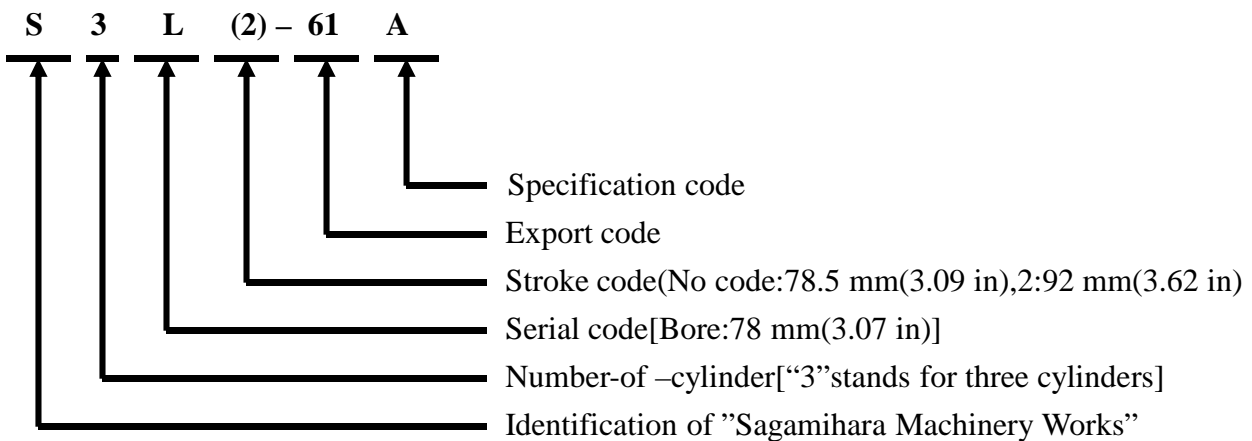 S 3 L (2) – 61 A
Specification code
Export code
Stroke code(No code:78.5 mm(3.09 in),2:92 mm(3.62 in)
Serial code[Bore:78 mm(3.07 in)]
Number-of –cylinder[“3”stands for three cylinders]
Identification of ”Sagamihara Machinery Works”